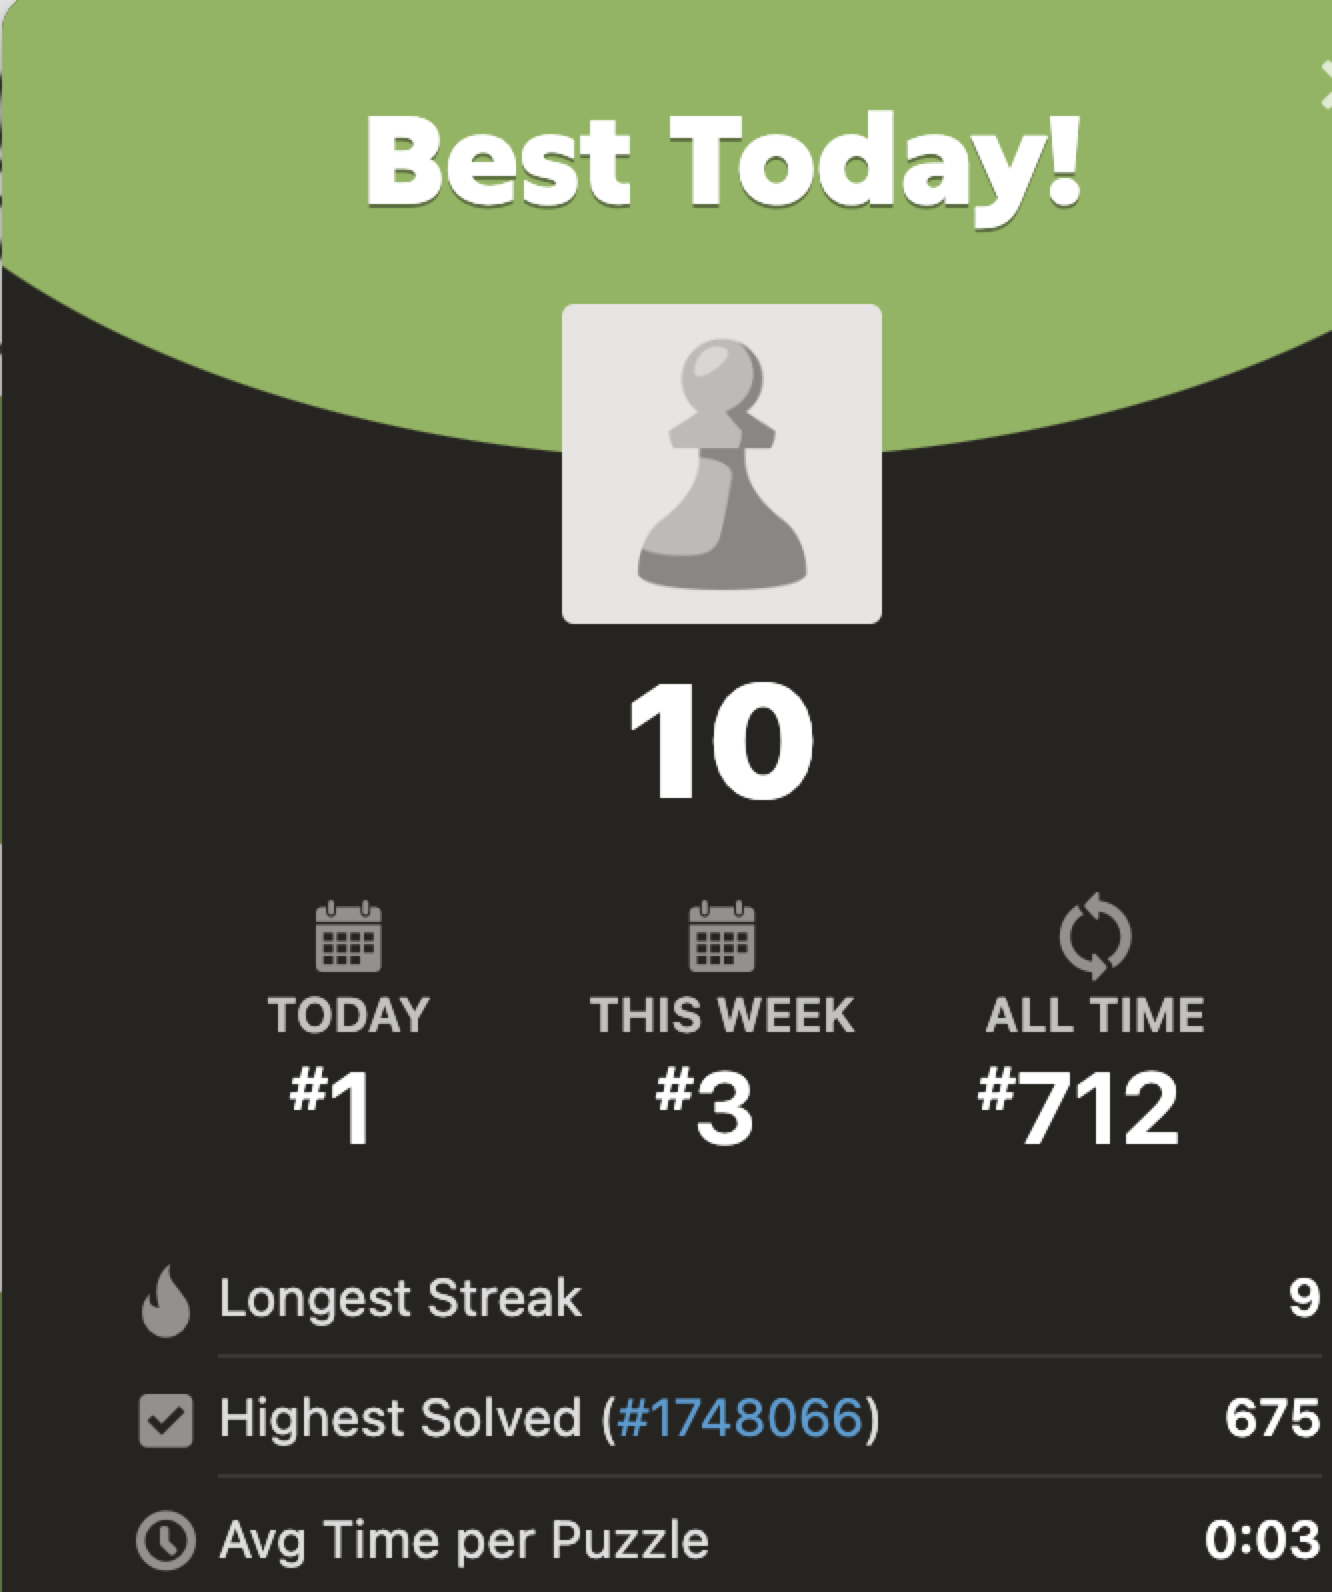 Best Today!
10
TODAY THIS WEEK ALL TIME
#1 #3 #712
Longest Streak 9
Highest Solved (#1748066) 675
Avg Time per Puzzle 0:03